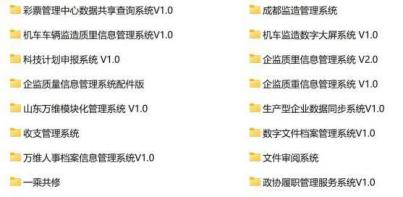 彩票管理中心数据共享查询系统V1.0
成都监造管理系统
机车车辆监造质里信息管理系统V1.0
机车监造数字大屏系统 V1.0
科技计划申报系统 V1.0
企监质里信息管理系统 V2.0
企监质量信息管理系统配件版
企监质重信息管理系统 V1.0
山东万维模块化管理系统 V1.0
生产型企业数据同步系统V1.0
收支管理系统
数字文件档案管理系统V1.0
万维人事档案信息管理系统V1.0
文件审阅系统
一乘共修
政协履职管理服务系统V1.0